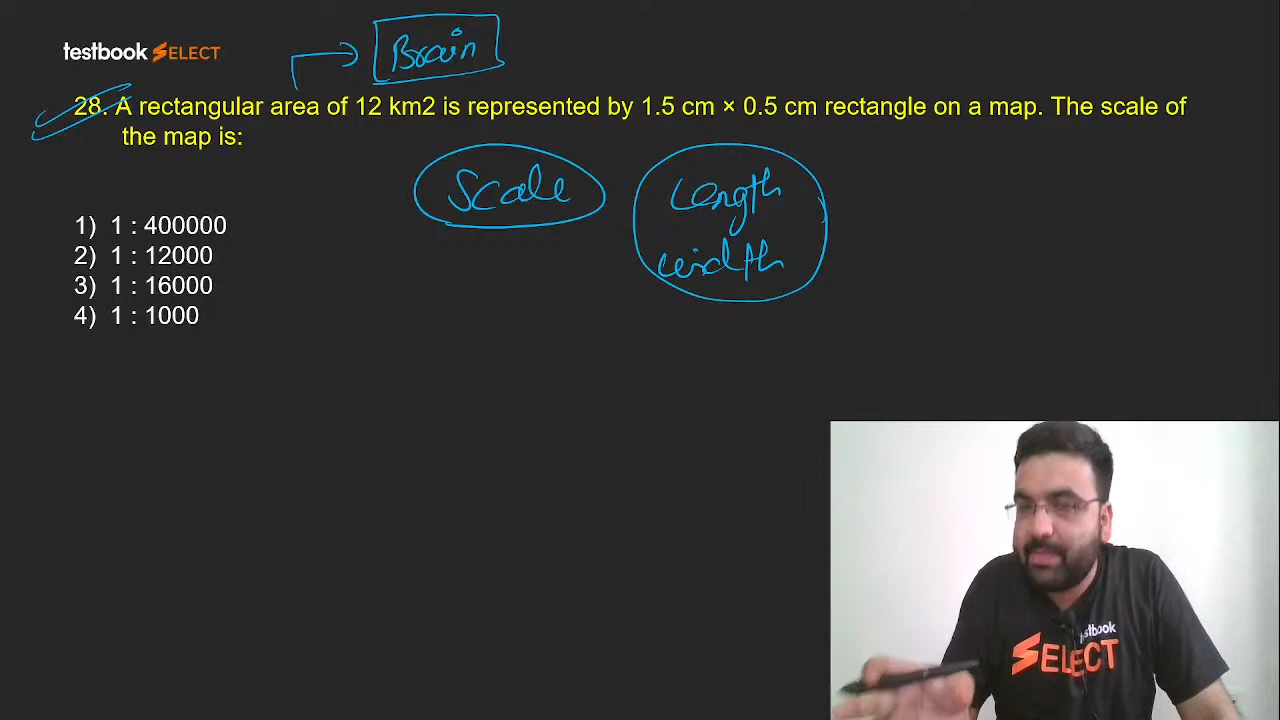 Brain
testbook SELECT
28. A rectangular area of 12 km2 is represented by 1.5 cm × 0.5 cm rectangle on a map. The scale of
the map is:
Scale
Length
width
1) 1 : 400000
2) 1 : 12000
3) 1 : 16000
4) 1 : 1000
testbook
SELECT